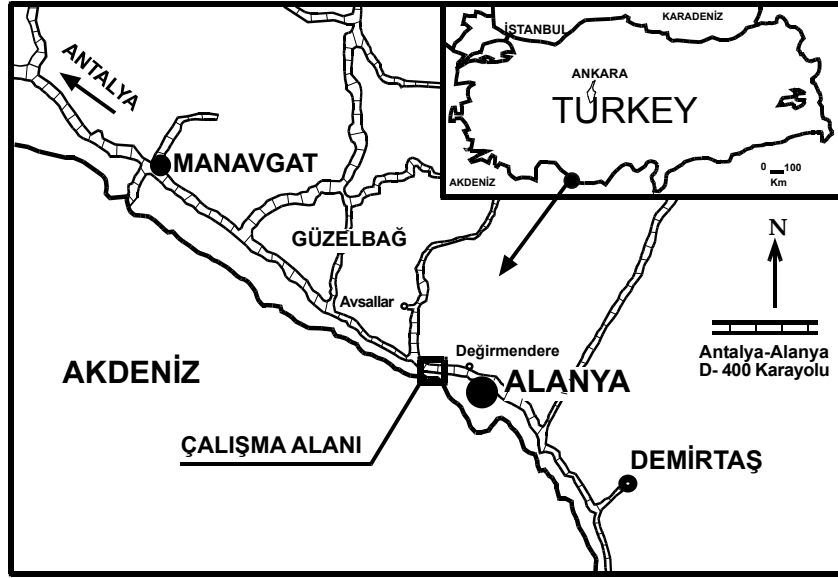 İSTANBUL
KARADENİZ
ANKARA
TURKEY
AKDENİZ
0 100
Km
ANTALYA
MANAVGAT
GÜZELBAĞ
Avsallar
Değirmendere
AKDENİZ
ALANYA
ÇALIŞMA ALANI
DEMİRTAŞ
N
Antalya-Alanya
D- 400 Karayolu